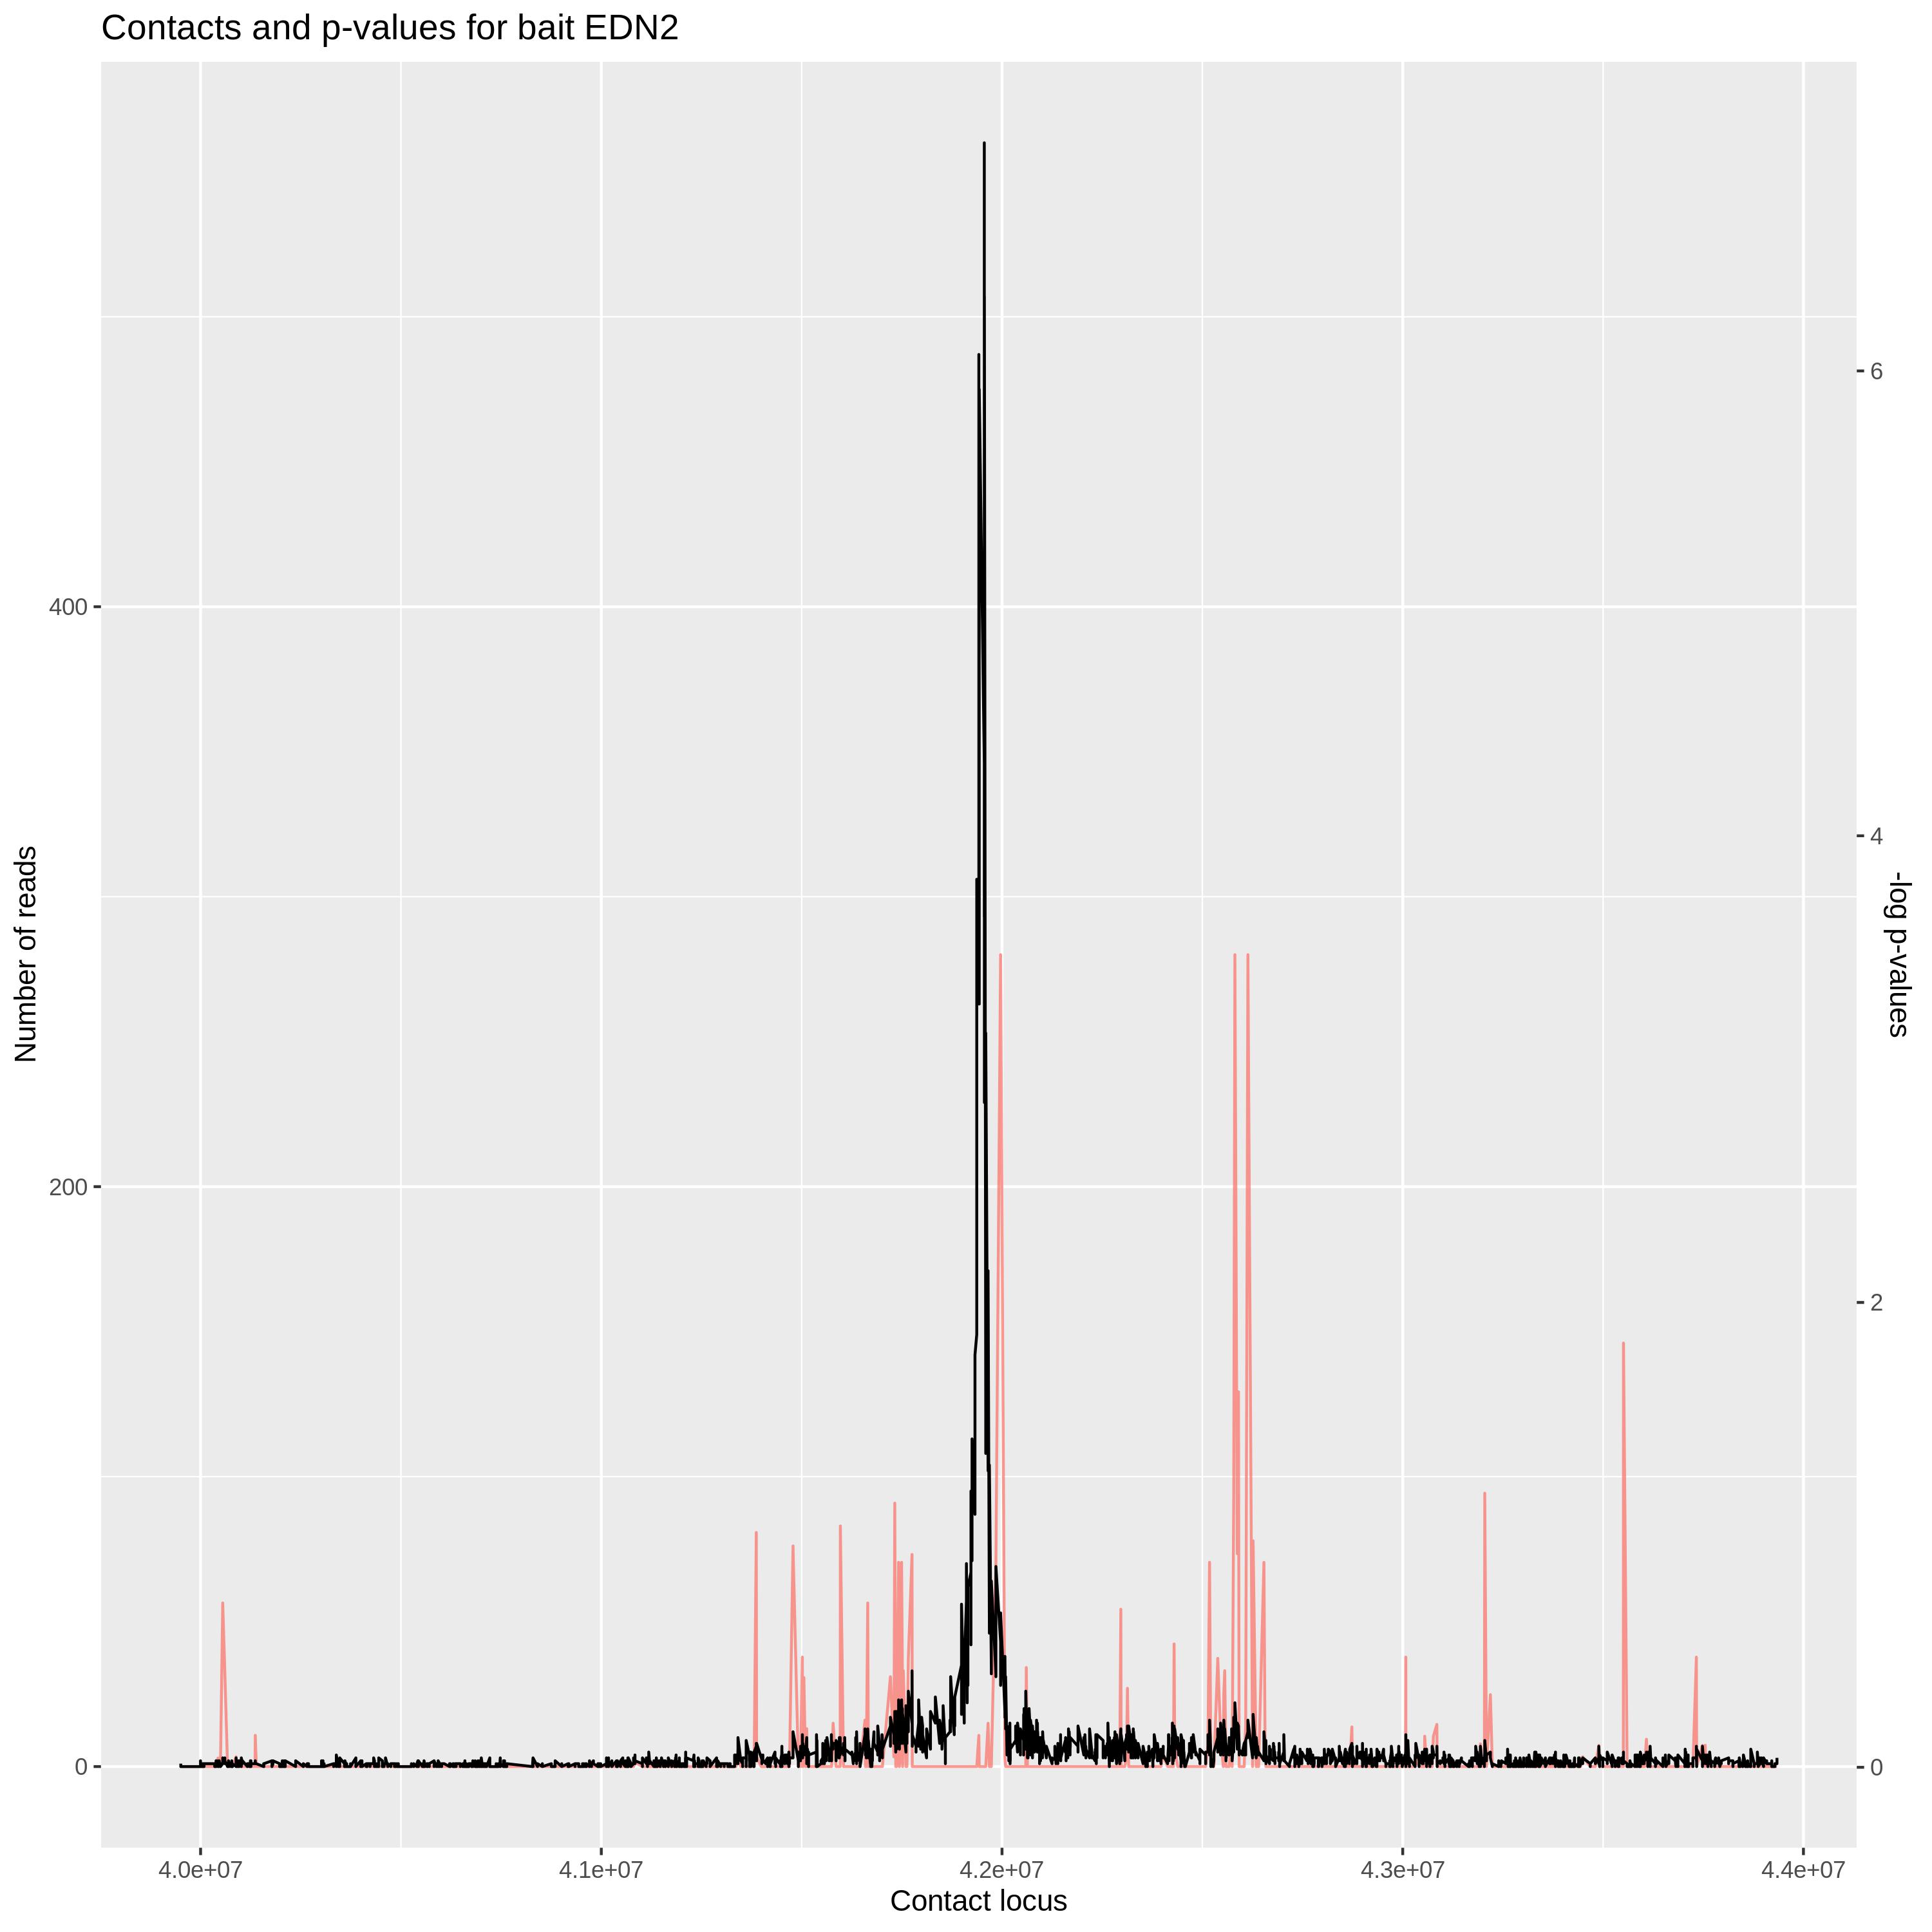 Contacts and p-values for bait EDN2
Number of reads
400
200
0
6
4
2
0
-log p-values
4.0e+07
4.1e+07
4.2e+07
4.3e+07
4.4e+07
Contact locus